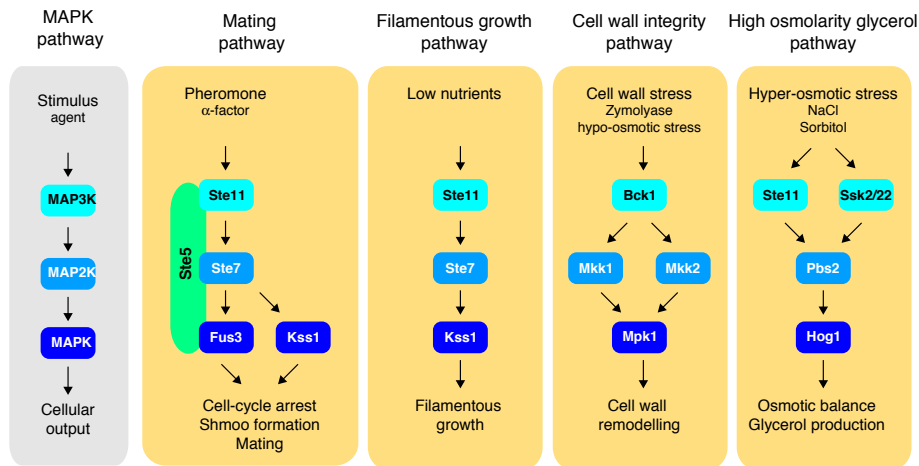 MAPK
pathway
Stimulus
agent
MAP3K
MAP2K
MAPK
Cellular
output
Mating
pathway
Pheromone
α-factor
Ste5
Ste11
Ste7
Fus3
Kss1
Cell-cycle arrest
Shmoo formation
Mating
Filamentous growth
pathway
Low nutrients
Ste11
Ste7
Kss1
Filamentous
growth
Cell wall integrity
pathway
Cell wall stress
Zymolyase
hypo-osmotic stress
Bck1
Mkk1
Mkk2
Mpk1
Cell wall
remodelling
High osmolarity glycerol
pathway
Hyper-osmotic stress
NaCl
Sorbitol
Ste11
Ssk2/22
Pbs2
Hog1
Osmotic balance
Glycerol production